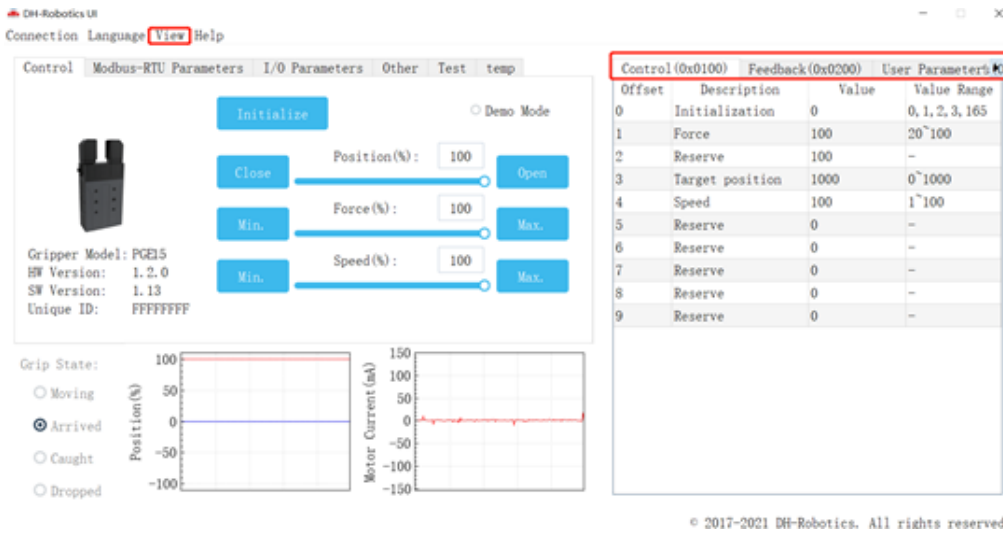 DH-Robotics UI
Connection Language View Help
Control Modbus-RTU Parameters I/O Parameters Other Test temp
Initialize
Demo Mode
Position(%): 100
Close
Open
Force(%): 100
Min.
Max.
Speed(%): 100
Min.
Max.
Gripper Model: PGE15
HW Version: 1.2.0
SW Version: 1.13
Unique ID: FFFFFFFF
Grip State:
Moving
Arrived
Caught
Dropped
Position(%)
100
50
0
-50
-100
Motor Current(mA)
150
100
50
0
-50
-100
-150
Control(0x0100) Feedback(0x0200) User Parameters
Offset Description Value Value Range
0 Initialization 0 0,1,2,3,165
1 Force 100 20~100
2 Reserve 100 -
3 Target position 1000 0~1000
4 Speed 100 1~100
5 Reserve 0 -
6 Reserve 0 -
7 Reserve 0 -
8 Reserve 0 -
9 Reserve 0 -
© 2017-2021 DH-Robotics. All rights reserved